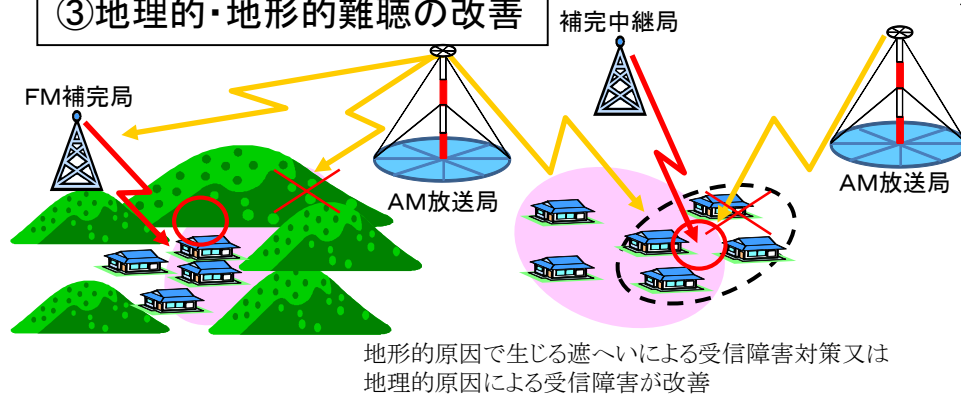 ③地理的・地形的難聴の改善
補完中継局
FM補完局
AM放送局
AM放送局
地形的原因で生じる遮へいによる受信障害対策又は
地理的原因による受信障害が改善